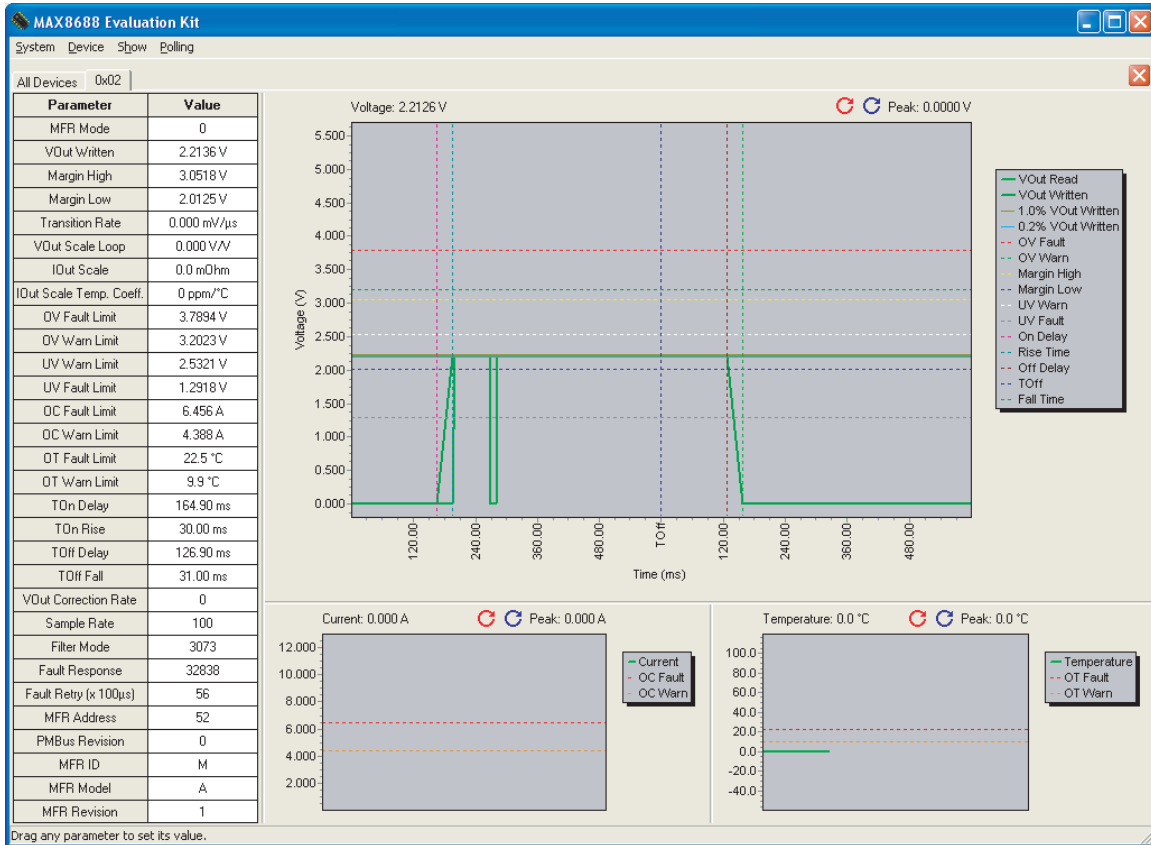 MAX8688 Evaluation Kit
System Device Show Polling
All Devices 0x02
Parameter Value
MFR Mode 0
VOut Written 2.2136 V
Margin High 3.0518 V
Margin Low 2.0125 V
Transition Rate 0.000 mV/µs
VOut Scale Loop 0.000 V/V
IOut Scale 0.0 mOhm
IOut Scale Temp. Coeff. 0 ppm/°C
OV Fault Limit 3.7894 V
OV Warn Limit 3.2023 V
UV Warn Limit 2.5321 V
UV Fault Limit 1.2918 V
OC Fault Limit 6.456 A
OC Warn Limit 4.388 A
OT Fault Limit 22.5 °C
OT Warn Limit 9.9 °C
TOn Delay 164.90 ms
TOn Rise 30.00 ms
TOff Delay 126.90 ms
TOff Fall 31.00 ms
VOut Correction Rate 0
Sample Rate 100
Filter Mode 3073
Fault Response 32838
Fault Retry (x 100µs) 56
MFR Address 52
PMBus Revision 0
MFR ID M
MFR Model A
MFR Revision 1
Voltage: 2.2126 V Peak: 0.0000 V
Voltage (V)
5.500
5.000
4.500
4.000
3.500
3.000
2.500
2.000
1.500
1.000
0.500
0.000
120.00 240.00 360.00 480.00 TOff 120.00 240.00 360.00 480.00
Time (ms)
VOut Read
VOut Written
1.0% VOut Written
0.2% VOut Written
OV Fault
OV Warn
Margin High
Margin Low
UV Warn
UV Fault
On Delay
Rise Time
Off Delay
TOff
Fall Time
Current: 0.000 A Peak: 0.000 A
12.000
10.000
8.000
6.000
4.000
2.000
Current
OC Fault
OC Warn
Temperature: 0.0 °C Peak: 0.0 °C
100.0
80.0
60.0
40.0
20.0
0.0
-20.0
-40.0
Temperature
OT Fault
OT Warn
Drag any parameter to set its value.